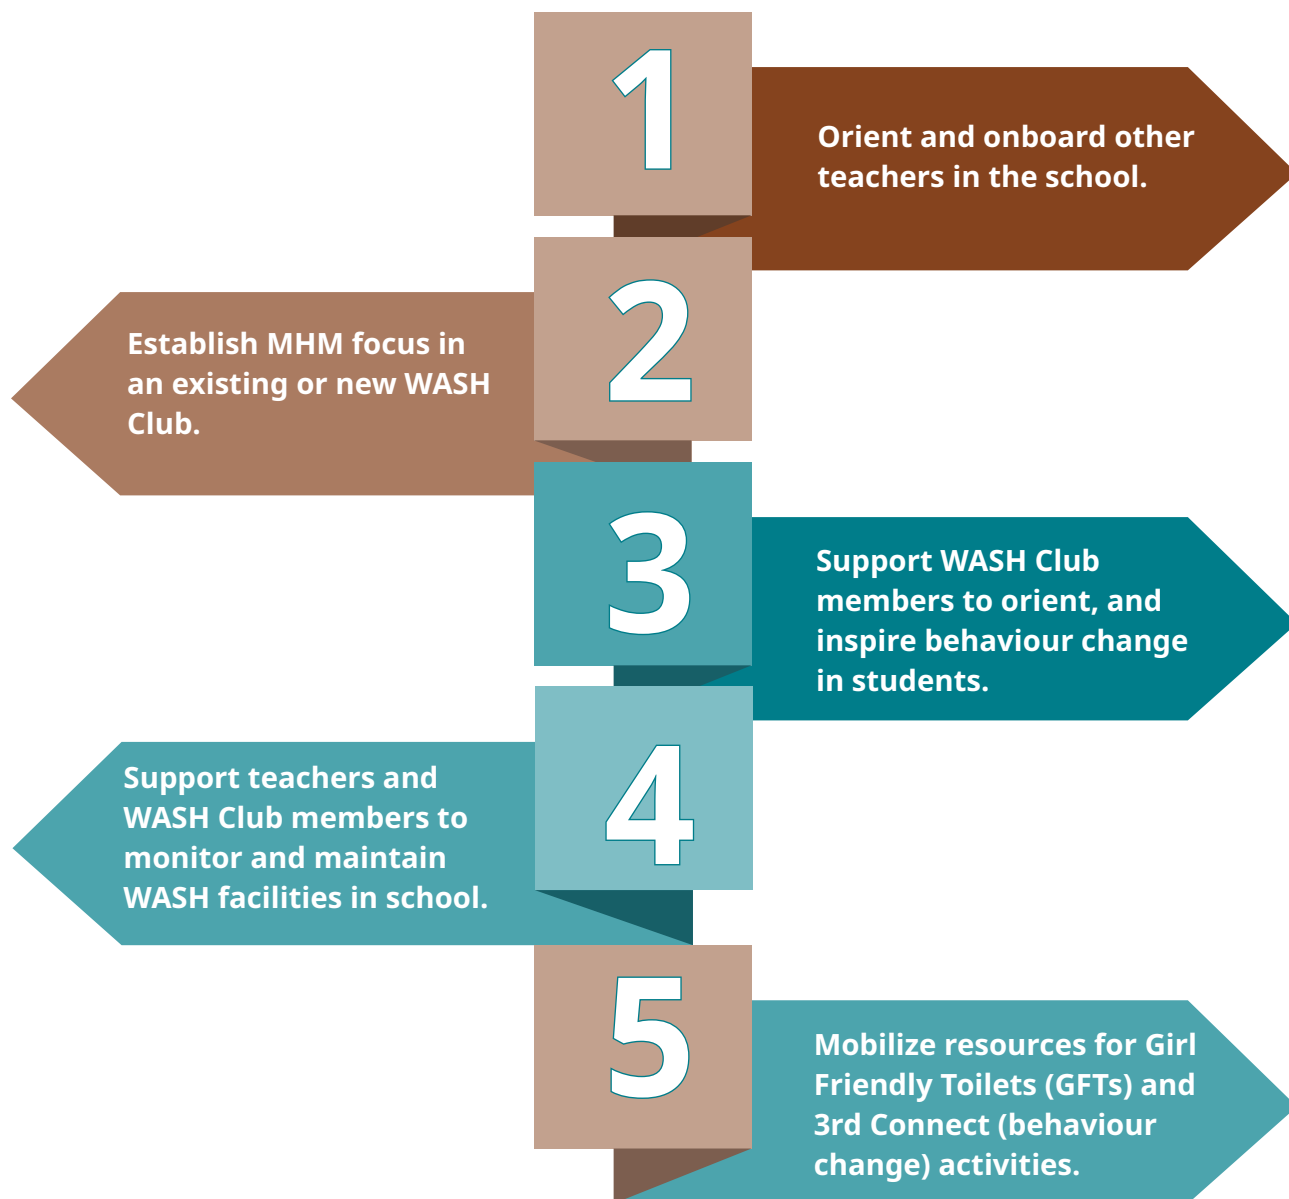 1
Orient and onboard other
teachers in the school.
2
Establish MHM focus in
an existing or new WASH
Club.
3
Support WASH Club
members to orient, and
inspire behaviour change
in students.
4
Support teachers and
WASH Club members to
monitor and maintain
WASH facilities in school.
5
Mobilize resources for Girl
Friendly Toilets (GFTs) and
3rd Connect (behaviour
change) activities.